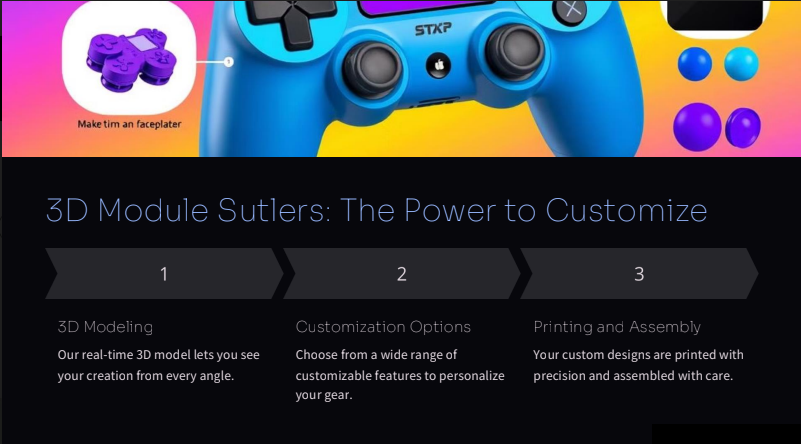 STXP
1
Make tim an faceplater
3D Module Sutlers: The Power to Customize
1
2
3
3D Modeling
Our real-time 3D model lets you see
your creation from every angle.
Customization Options
Choose from a wide range of
customizable features to personalize
your gear.
Printing and Assembly
Your custom designs are printed with
precision and assembled with care.